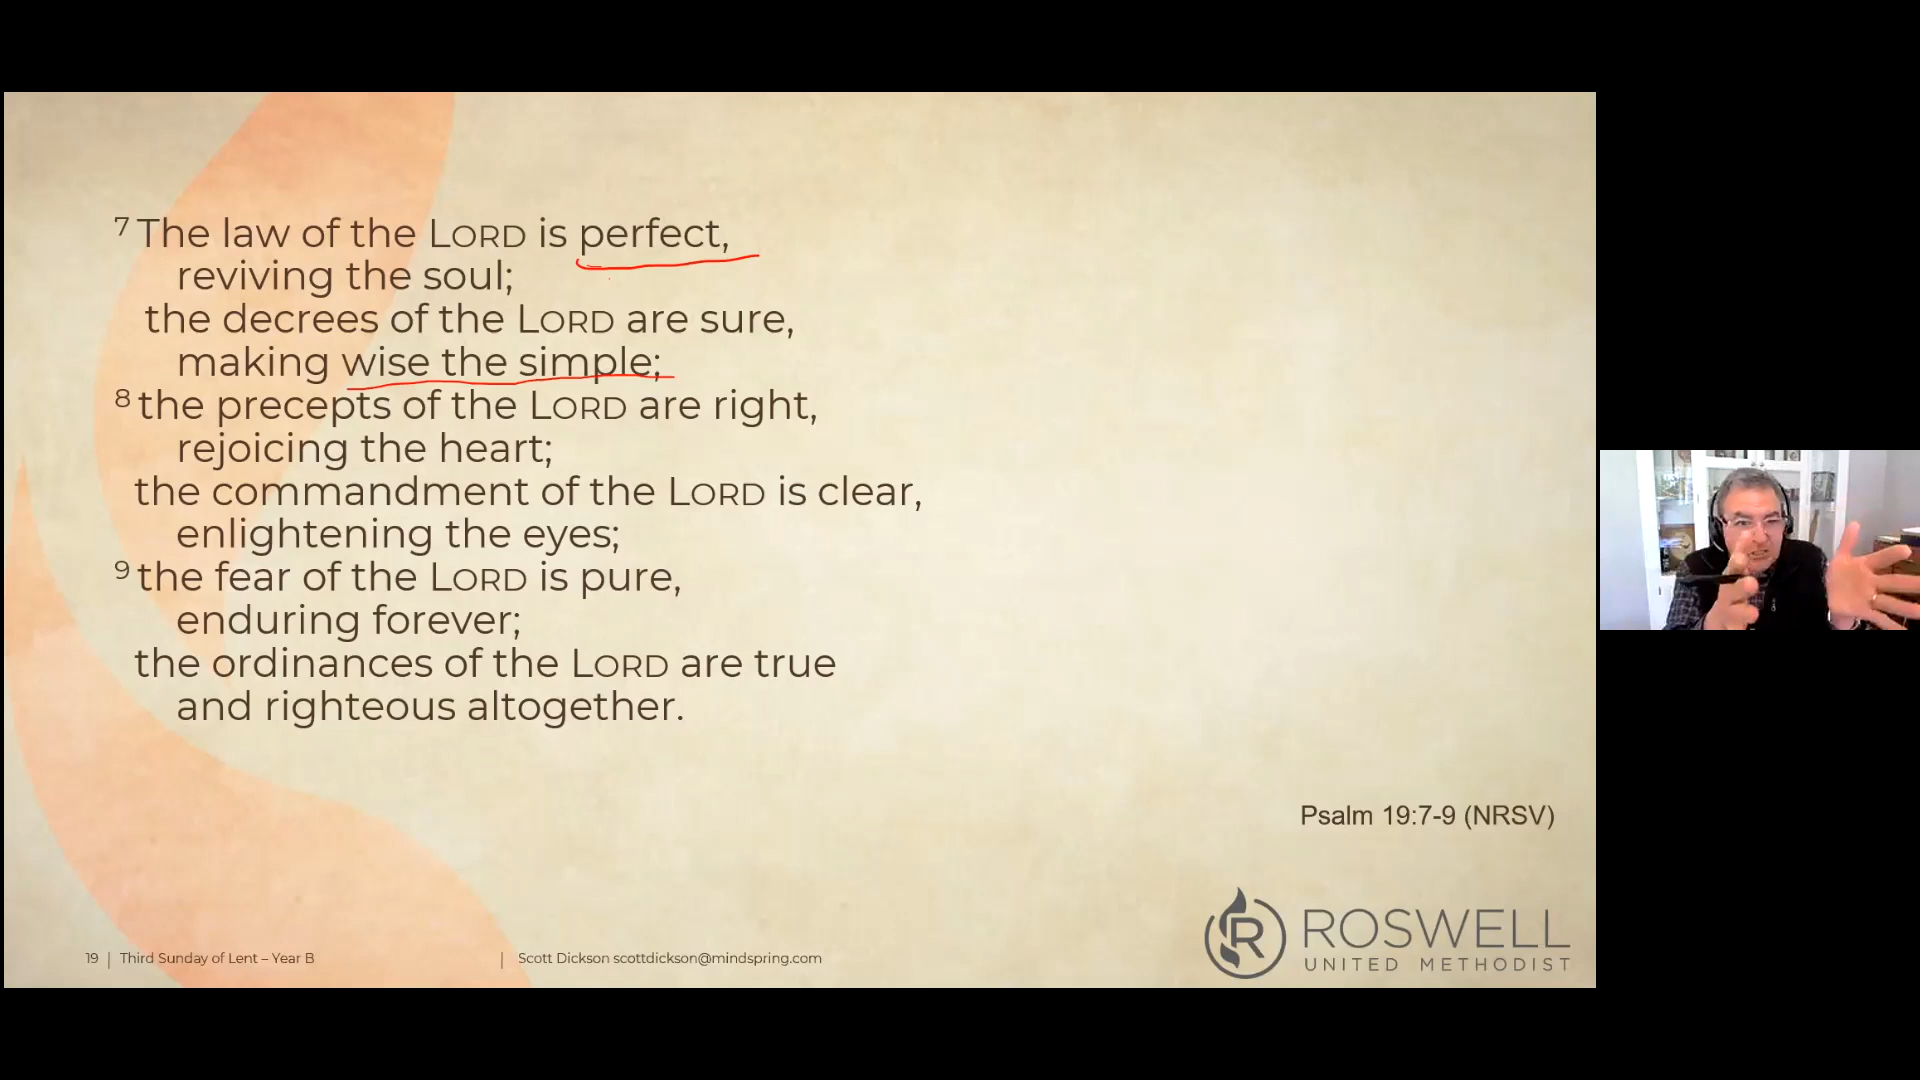 7 The law of the LORD is perfect,
reviving the soul;
the decrees of the LORD are sure,
making wise the simple;
8 the precepts of the LORD are right,
rejoicing the heart;
the commandment of the LORD is clear,
enlightening the eyes;
9 the fear of the LORD is pure,
enduring forever;
the ordinances of the LORD are true
and righteous altogether.
Psalm 19:7-9 (NRSV)
R ROSWELL
UNITED METHODIST
19 | Third Sunday of Lent – Year B | Scott Dickson scottdickson@mindspring.com